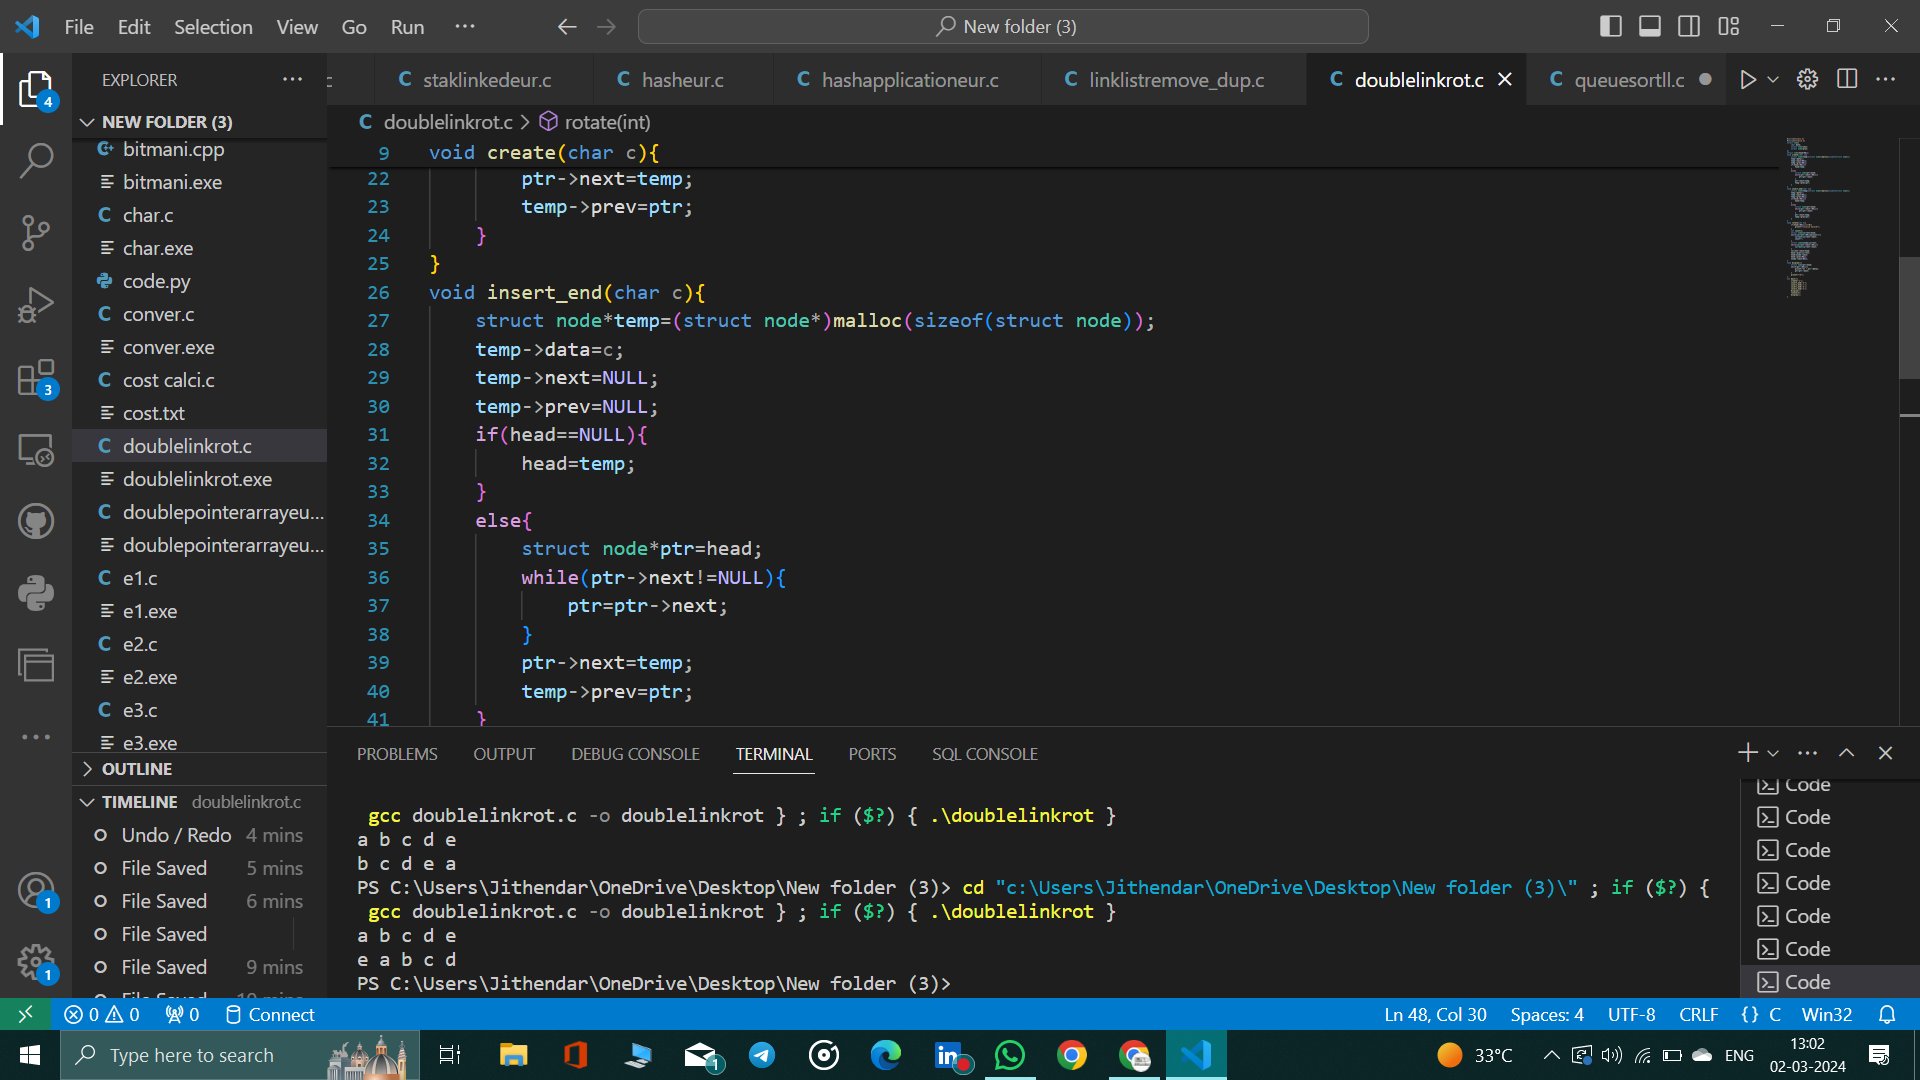 File Edit Selection View Go Run ··· New folder (3)
EXPLORER ···
.c staklinkedeur.c hasheur.c hashapplicationeur.c linklistremove_dup.c doublelinkrot.c queuesortll.c
NEW FOLDER (3)
bitmani.cpp
bitmani.exe
char.c
char.exe
code.py
conver.c
conver.exe
cost calci.c
cost.txt
doublelinkrot.c
doublelinkrot.exe
doublepointerarrayeu...
doublepointerarrayeu...
e1.c
e1.exe
e2.c
e2.exe
e3.c
e3.exe
OUTLINE
TIMELINE doublelinkrot.c
Undo / Redo 4 mins
File Saved 5 mins
File Saved 6 mins
File Saved
File Saved 9 mins
File Saved 10 mins
4
3
1
1
doublelinkrot.c > rotate(int)
9 void create(char c){
22 ptr->next=temp;
23 temp->prev=ptr;
24 }
25 }
26 void insert_end(char c){
27 struct node*temp=(struct node*)malloc(sizeof(struct node));
28 temp->data=c;
29 temp->next=NULL;
30 temp->prev=NULL;
31 if(head==NULL){
32 head=temp;
33 }
34 else{
35 struct node*ptr=head;
36 while(ptr->next!=NULL){
37 ptr=ptr->next;
38 }
39 ptr->next=temp;
40 temp->prev=ptr;
41 }
PROBLEMS OUTPUT DEBUG CONSOLE TERMINAL PORTS SQL CONSOLE
gcc doublelinkrot.c -o doublelinkrot } ; if ($?) { .\doublelinkrot }
a b c d e
b c d e a
PS C:\Users\Jithendar\OneDrive\Desktop\New folder (3)> cd "c:\Users\Jithendar\OneDrive\Desktop\New folder (3)\" ; if ($?) {
gcc doublelinkrot.c -o doublelinkrot } ; if ($?) { .\doublelinkrot }
a b c d e
e a b c d
PS C:\Users\Jithendar\OneDrive\Desktop\New folder (3)>
Code
Code
Code
Code
Code
Code
Code
0 0 0 Connect Ln 48, Col 30 Spaces: 4 UTF-8 CRLF {} C Win32
Type here to search 1 33°C ENG 13:02
02-03-2024